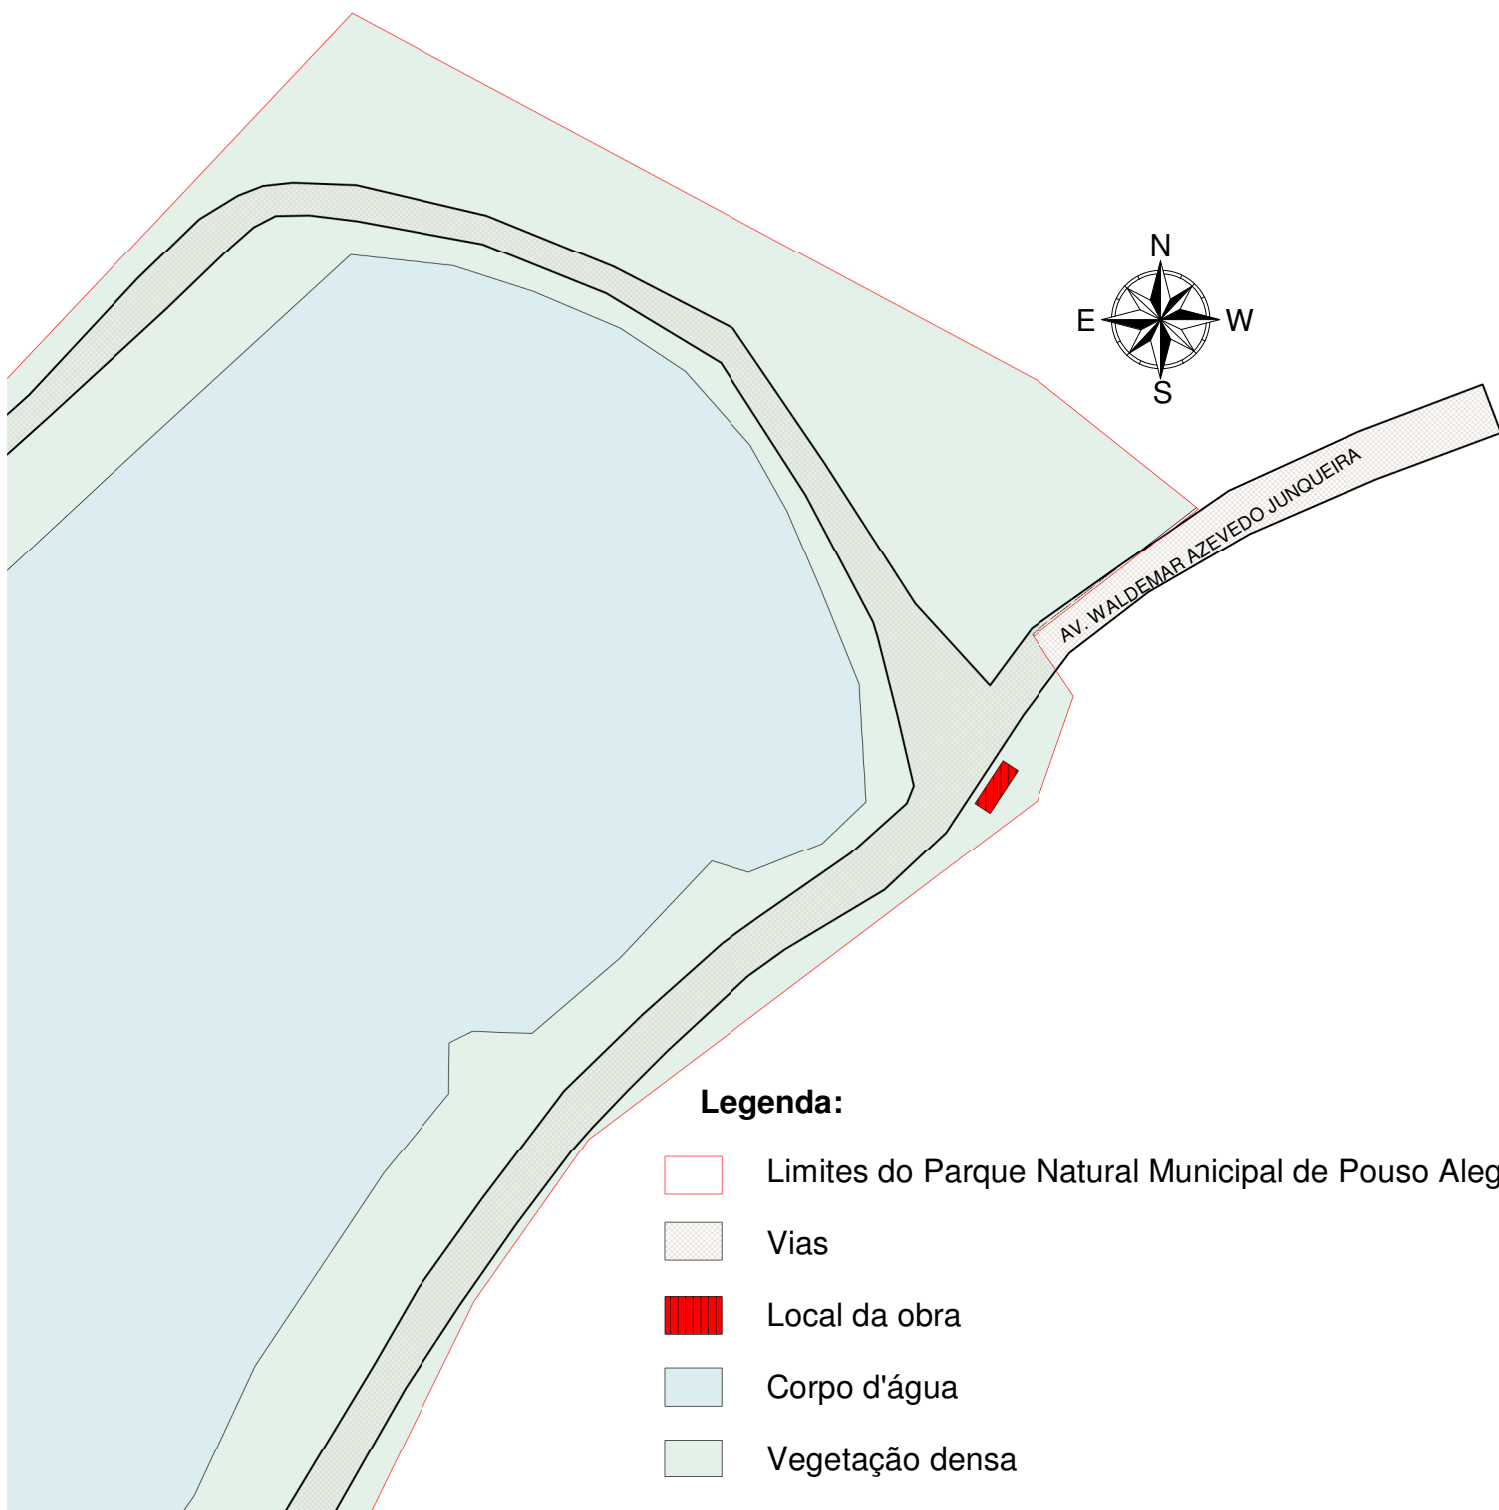 N
E
W
S
AV. WALDEMAR AZEVEDO JUNQUEIRA
Legenda:
Limites do Parque Natural Municipal de Pouso Aleg
Vias
Local da obra
Corpo d'água
Vegetação densa